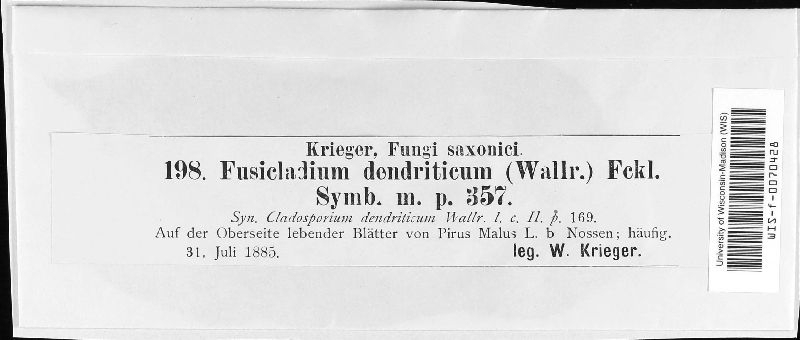 Krieger, Fungi saxonici.
198. Fusicladium dendriticum (Wallr.) Fckl.
Symb. m. p. 357.
Syn. Cladosporium dendriticum Wallr. l. c. II. p. 169.
Auf der Oberseite lebender Blätter von Pirus Malus L. b Nossen; häufig.
31. Juli 1885. leg. W. Krieger.
University of Wisconsin-Madison (WIS)
WIS-f-0070428